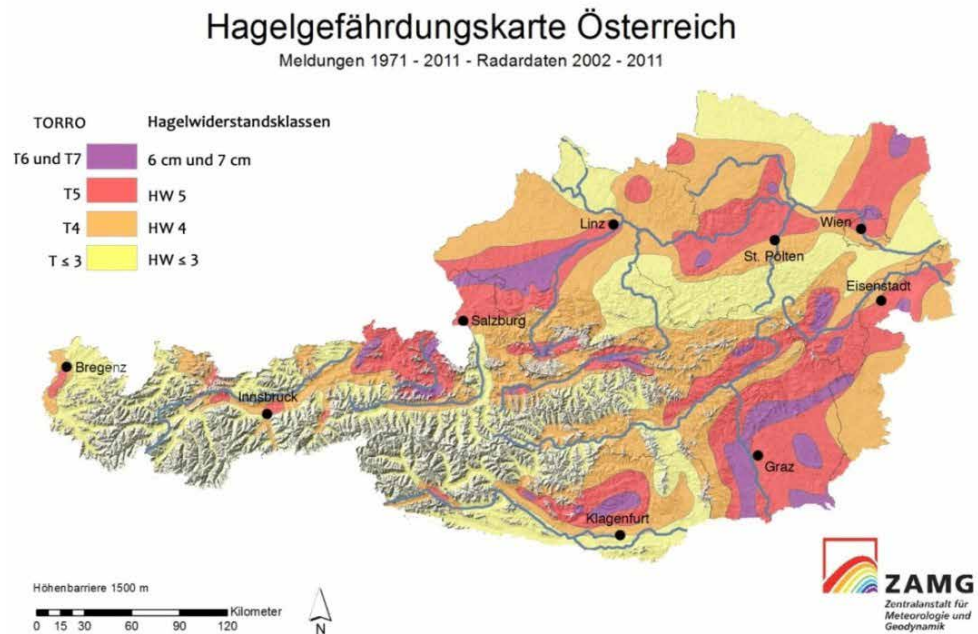 Hagelgefährdungskarte Österreich
Meldungen 1971 - 2011 - Radardaten 2002 - 2011
TORRO Hagelwiderstandsklassen
T6 und T7 6 cm und 7 cm
T5 HW 5
T4 HW 4
T ≤ 3 HW ≤ 3
Linz
Wien
St. Pölten
Eisenstadt
Salzburg
Bregenz
Innsbruck
Graz
Klagenfurt
Höhenbarriere 1500 m
Kilometer
0 15 30 60 90 120
N
ZAMG
Zentralanstalt für
Meteorologie und
Geodynamik